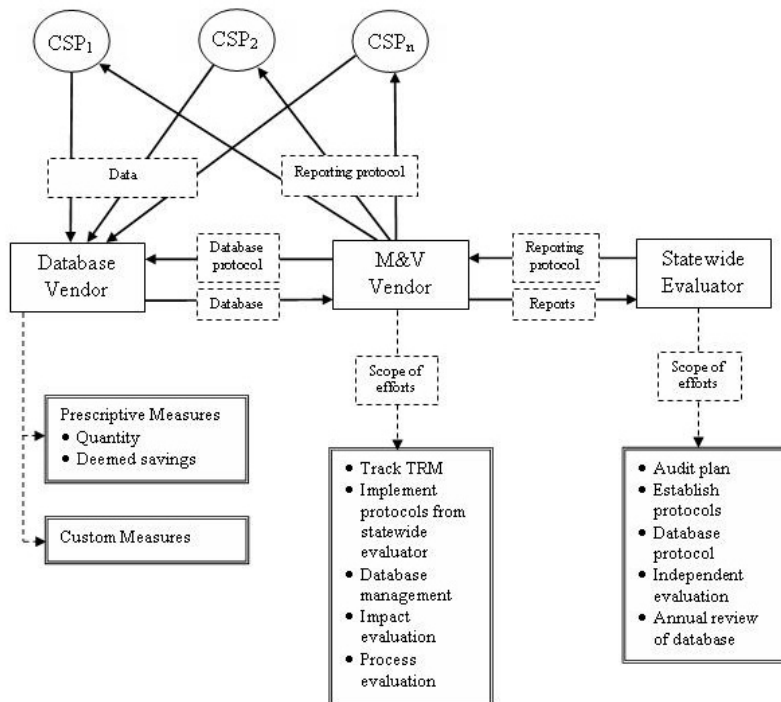 CSP1
CSP2
CSPn
Data
Reporting protocol
Database
Vendor
Database
protocol
Database
M&V
Vendor
Reporting
protocol
Reports
Statewide
Evaluator
Scope of
efforts
Scope of
efforts
Prescriptive Measures
• Quantity
• Deemed savings
Custom Measures
• Track TRM
• Implement
protocols from
statewide
evaluator
• Database
management
• Impact
evaluation
• Process
evaluation
• Audit plan
• Establish
protocols
• Database
protocol
• Independent
evaluation
• Annual review
of database